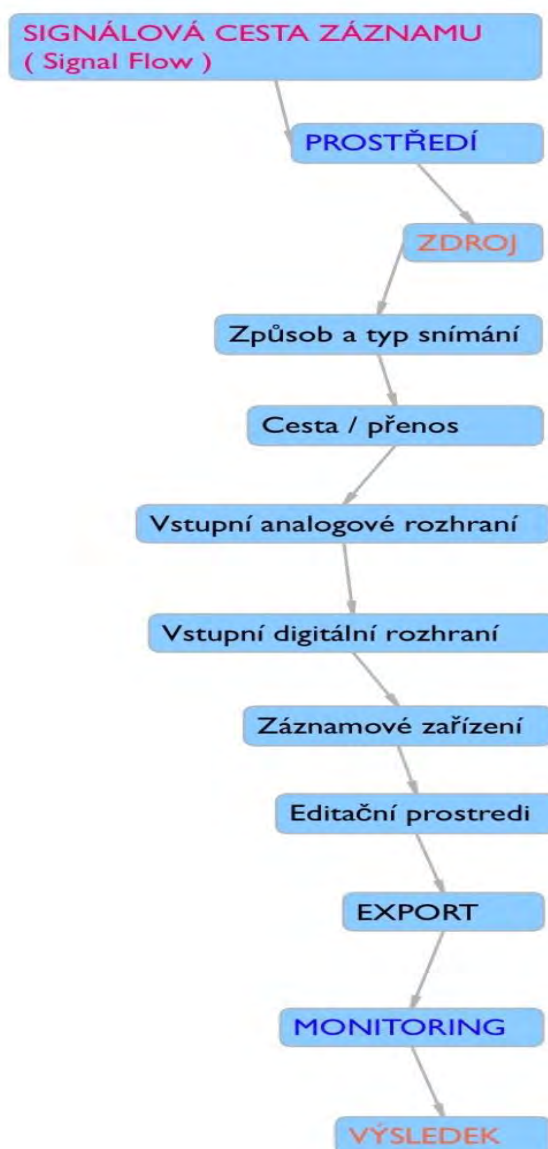 SIGNÁLOVÁ CESTA ZÁZNAMU
( Signal Flow )
PROSTŘEDÍ
ZDROJ
Způsob a typ snímání
Cesta / přenos
Vstupní analogové rozhraní
Vstupní digitální rozhraní
Záznamové zařízení
Editační prostredi
EXPORT
MONITORING
VÝSLEDEK